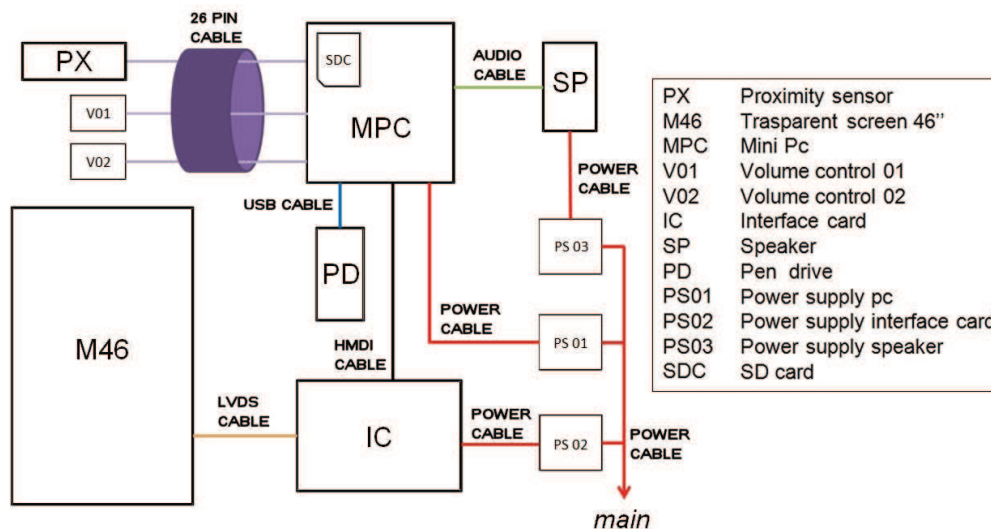 26 PIN
CABLE
PX
SDC
AUDIO
CABLE
SP
V01
MPC
V02
POWER
CABLE
USB CABLE
PS 03
PD
M46
POWER
CABLE
PS 01
HMDI
CABLE
LVDS
CABLE
IC
POWER
CABLE
PS 02
POWER
CABLE
main
PX Proximity sensor
M46 Trasparent screen 46’’
MPC Mini Pc
V01 Volume control 01
V02 Volume control 02
IC Interface card
SP Speaker
PD Pen drive
PS01 Power supply pc
PS02 Power supply interface card
PS03 Power supply speaker
SDC SD card